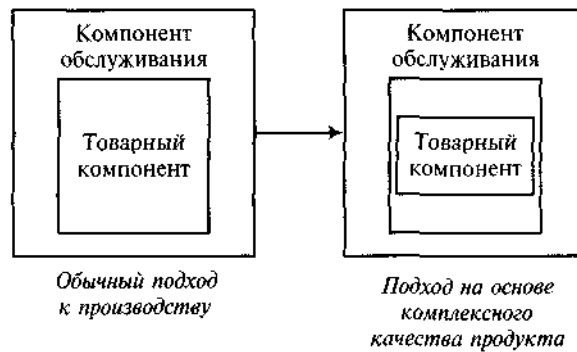 Компонент
обслуживания
Товарный
компонент
Обычный подход
к производству
Компонент
обслуживания
Товарный
компонент
Подход на основе
комплексного
качества продукта